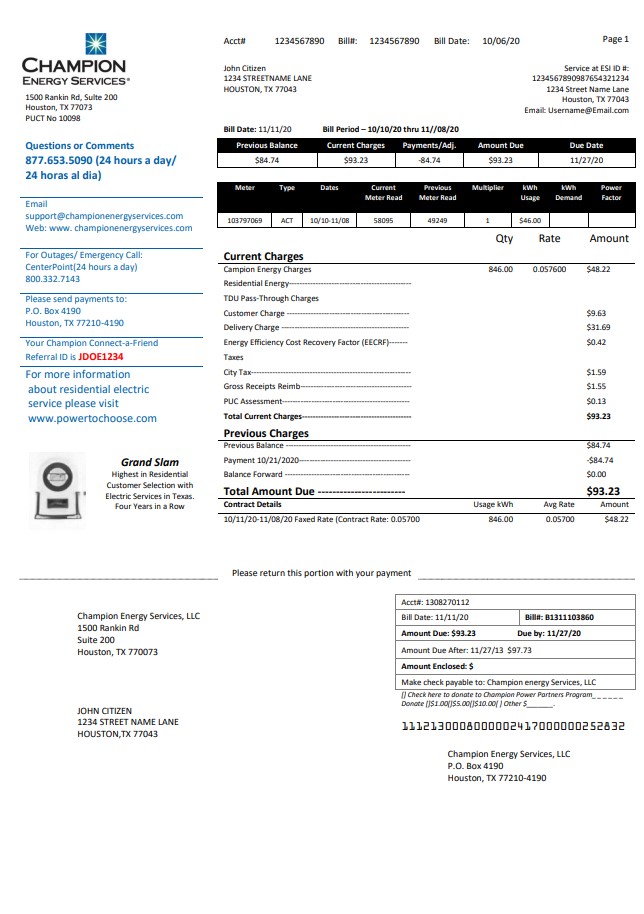 CHAMPION
ENERGY SERVICES®
1500 Rankin Rd, Suite 200
Houston, TX 77073
PUCT No 10098
Questions or Comments
877.653.5090 (24 hours a day/
24 horas al dia)
Email
support@championenergyservices.com
Web: www. championenergyservices.com
For Outages/ Emergency Call:
CenterPoint(24 hours a day)
800.332.7143
Please send payments to:
P.O. Box 4190
Houston, TX 77210-4190
Your Champion Connect-a-Friend
Referral ID is JDOE1234
For more information
about residential electric
service please visit
www.powertochoose.com
Grand Slam
Highest in Residential
Customer Selection with
Electric Services in Texas.
Four Years in a Row
Acct# 1234567890 Bill#: 1234567890 Bill Date: 10/06/20 Page 1
John Citizen
1234 STREETNAME LANE
HOUSTON, TX 77043
Service at ESI ID #:
1234567890987654321234
1234 Street Name Lane
Houston, TX 77043
Email: Username@Email.com
Bill Date: 11/11/20 Bill Period – 10/10/20 thru 11//08/20
Previous Balance Current Charges Payments/Adj. Amount Due Due Date
$84.74 $93.23 -84.74 $93.23 11/27/20
Meter Type Dates Current Meter Read Previous Meter Read Multiplier kWh Usage kWh Demand Power Factor
103797069 ACT 10/10-11/08 58095 49249 1 $46.00
Qty Rate Amount
Current Charges
Campion Energy Charges 846.00 0.057600 $48.22
Residential Energy------------------------------------------
TDU Pass-Through Charges
Customer Charge ---------------------------------------- $9.63
Delivery Charge ----------------------------------------- $31.69
Energy Efficiency Cost Recovery Factor (EECRF)------- $0.42
Taxes
City Tax------------------------------------------------------ $1.59
Gross Receipts Reimb-------------------------------------- $1.55
PUC Assessment-------------------------------------------- $0.13
Total Current Charges------------------------------------- $93.23
Previous Charges
Previous Balance ------------------------------------------ $84.74
Payment 10/21/2020--------------------------------------- -$84.74
Balance Forward ------------------------------------------- $0.00
Total Amount Due ------------------------ $93.23
Contract Details Usage kWh Avg Rate Amount
10/11/20-11/08/20 Faxed Rate (Contract Rate: 0.05700 846.00 0.05700 $48.22
Please return this portion with your payment
Champion Energy Services, LLC
1500 Rankin Rd
Suite 200
Houston, TX 770073
JOHN CITIZEN
1234 STREET NAME LANE
HOUSTON,TX 77043
Acct#: 1308270112
Bill Date: 11/11/20 Bill#: B1311103860
Amount Due: $93.23 Due by: 11/27/20
Amount Due After: 11/27/13 $97.73
Amount Enclosed: $
Make check payable to: Champion energy Services, LLC
[] Check here to donate to Champion Power Partners Program_ _ _ _ _ _
Donate []$1.00[]$5.00[]$10.00[ ] Other $_______.
111213000800000241700000025 2832
Champion Energy Services, LLC
P.O. Box 4190
Houston, TX 77210-4190